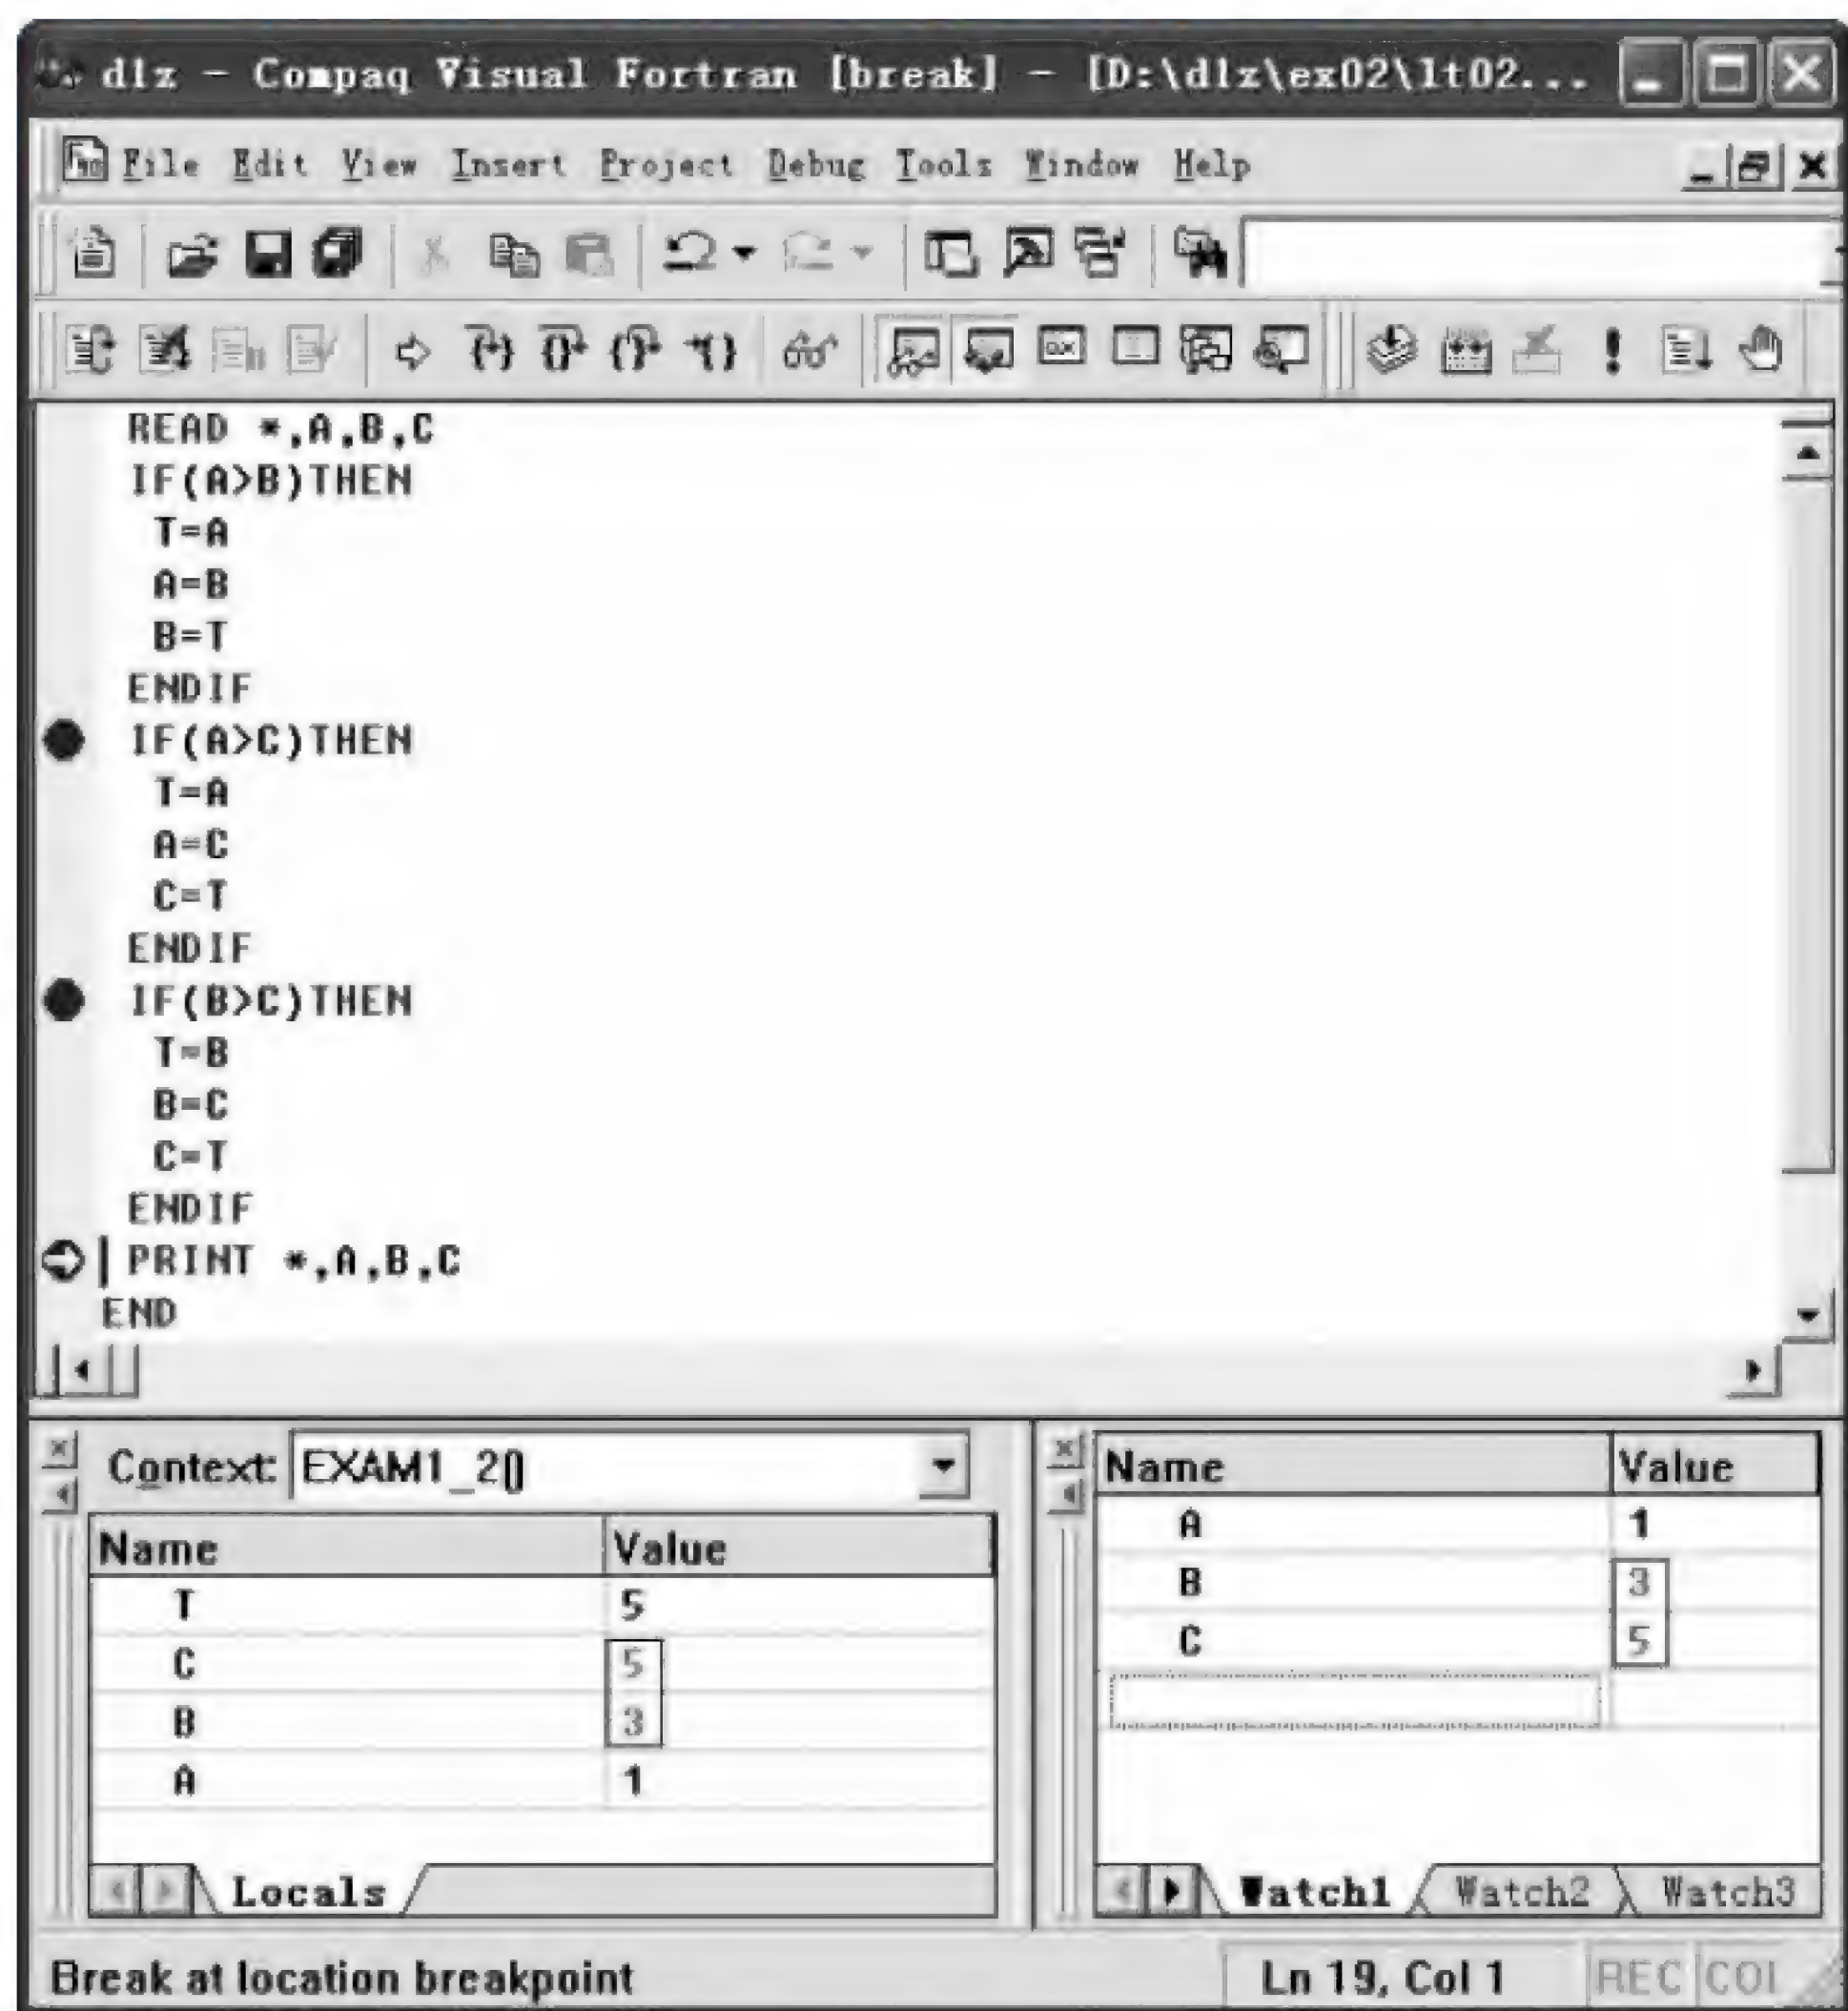 dlz - Compaq Visual Fortran [break] - [D:\dlz\ex02\lt02...
File Edit View Insert Project Debug Tools Window Help
READ *,A,B,C
IF(A>B)THEN
T=A
A=B
B=T
ENDIF
IF(A>C)THEN
T=A
A=C
C=T
ENDIF
IF(B>C)THEN
T=B
B=C
C=T
ENDIF
PRINT *,A,B,C
END
Context: EXAM1_2()
Name Value
T 5
C 5
B 3
A 1
Locals
Name Value
A 1
B 3
C 5
Watch1 Watch2 Watch3
Break at location breakpoint Ln 19, Col 1 REC COL